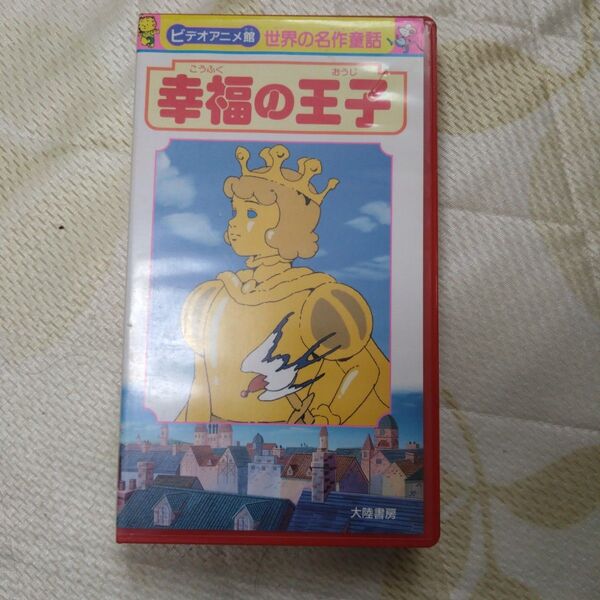 ビデオアニメ館 世界の名作童話
こうふく おうじ
幸福の王子
大陸書房